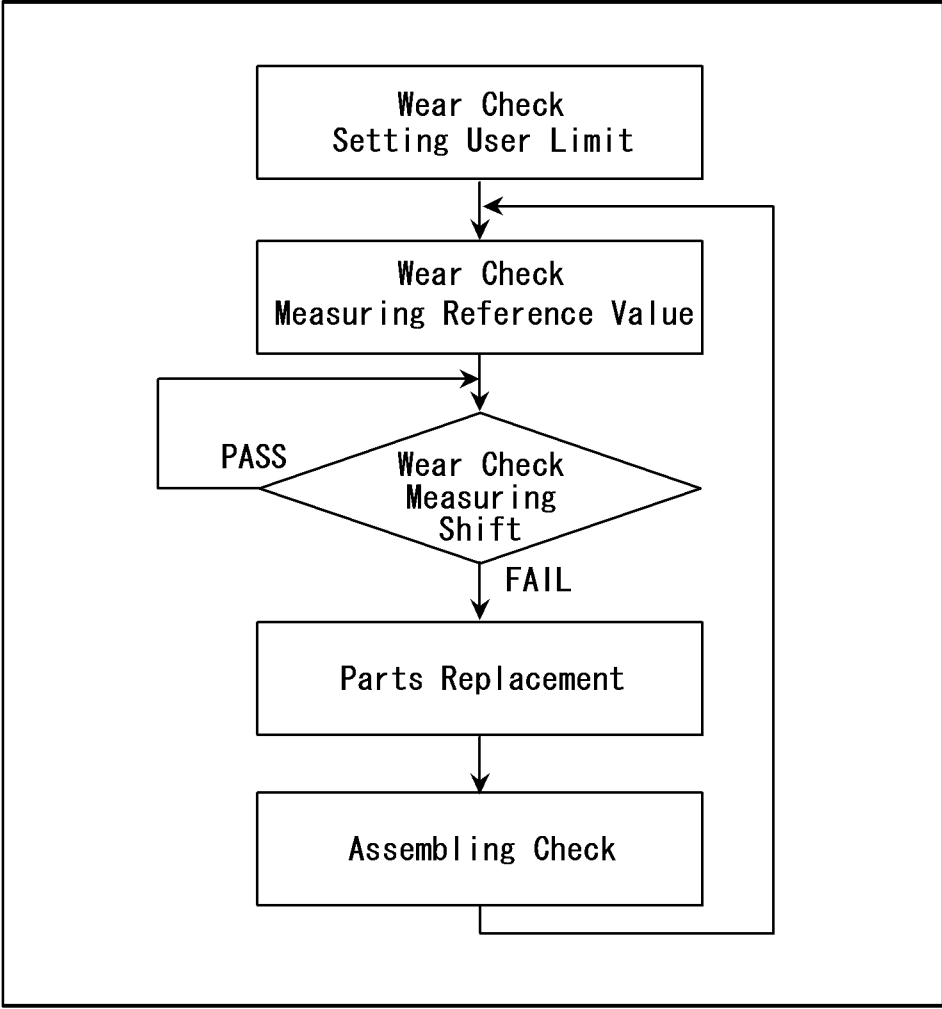 Wear Check
Setting User Limit
Wear Check
Measuring Reference Value
PASS
Wear Check
Measuring
Shift
FAIL
Parts Replacement
Assembling Check